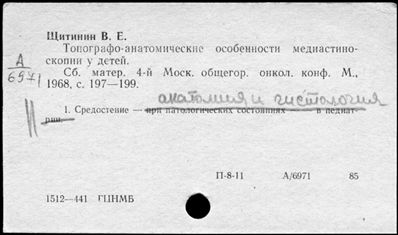 Щитинин В. Е.
Топографо-анатомические особенности медиастино-
скопии у детей.
А
6971
Сб. матер. 4-й Моск. общегор. онкол. конф. М.,
1968, с. 197—199.
анатомия и гистология
1. Средостение — при патологических состояниях — в педиат-
рии.
П-8-11 А/6971 85
1512—441 ГЦНМБ